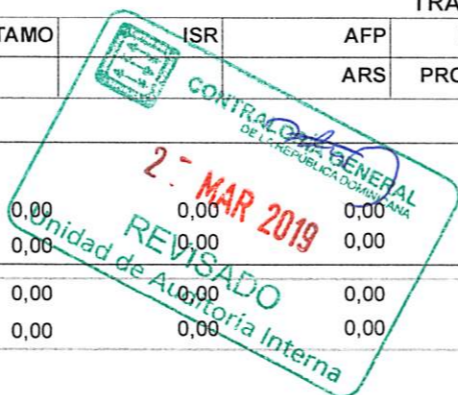 TRA
TAMO ISR AFP
ARS PRO
CONTRALORÍA GENERAL
DE LA REPÚBLICA DOMINICANA
MAR 2019
0,00 0,00 0,00
0,00 0,00 0,00
REVISADO
Unidad de Auditoría Interna
0,00 0,00 0,00
0,00 0,00 0,00